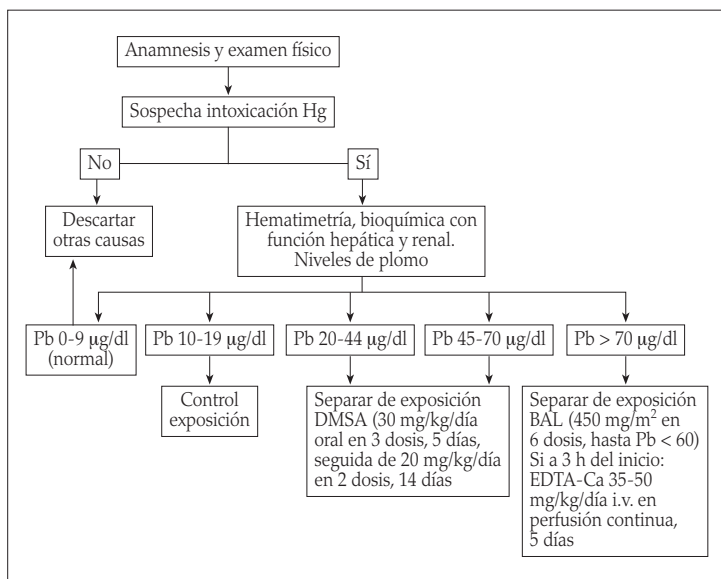 Anamnesis y examen físico
Sospecha intoxicación Hg
No
Sí
Descartar
otras causas
Hematimetría, bioquímica con
función hepática y renal.
Niveles de plomo
Pb 0-9 μg/dl
(normal)
Pb 10-19 μg/dl
Pb 20-44 μg/dl
Pb 45-70 μg/dl
Pb > 70 μg/dl
Control
exposición
Separar de exposición
DMSA (30 mg/kg/día
oral en 3 dosis, 5 días,
seguida de 20 mg/kg/día
en 2 dosis, 14 días
Separar de exposición
BAL (450 mg/m² en
6 dosis, hasta Pb < 60)
Si a 3 h del inicio:
EDTA-Ca 35-50
mg/kg/día i.v. en
perfusión continua,
5 días